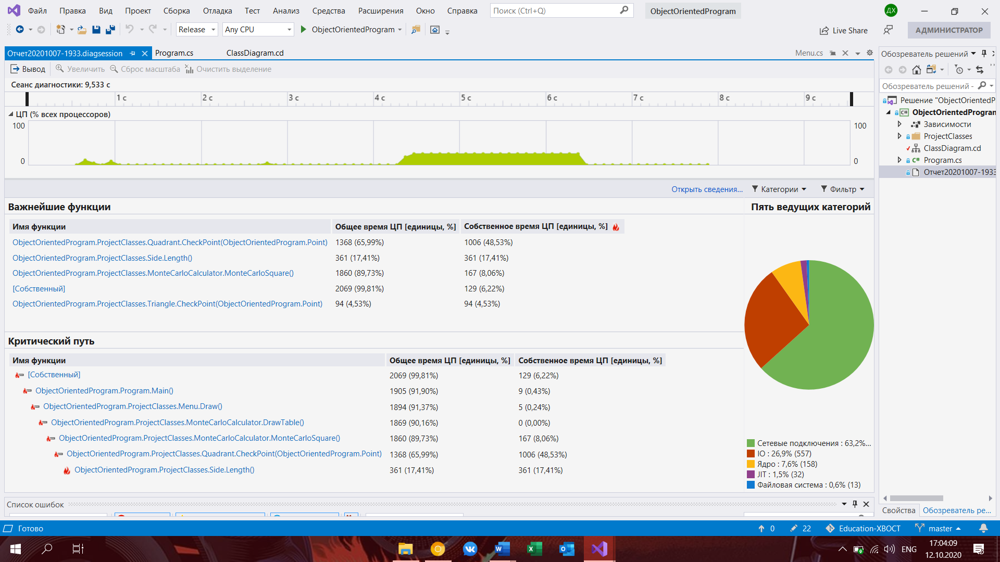 Файл Правка Вид Проект Сборка Отладка Тест Анализ Средства Расширения Окно Справка Поиск (Ctrl+Q) ObjectOrientedProgram ДХ
Release Any CPU ObjectOrientedProgram Live Share АДМИНИСТРАТОР
Отчет20201007-1933.diagsession Program.cs ClassDiagram.cd Menu.cs
Вывод Увеличить Сброс масштаба Очистить выделение
Сеанс диагностики: 9,533 с
1 с 2 с 3 с 4 с 5 с 6 с 7 с 8 с 9 с
ЦП (% всех процессоров)
100 100
0 0
Открыть сведения... Категории Фильтр
Важнейшие функции
Имя функции Общее время ЦП [единицы, %] Собственное время ЦП [единицы, %]
ObjectOrientedProgram.ProjectClasses.Quadrant.CheckPoint(ObjectOrientedProgram.Point) 1368 (65,99%) 1006 (48,53%)
ObjectOrientedProgram.ProjectClasses.Side.Length() 361 (17,41%) 361 (17,41%)
ObjectOrientedProgram.ProjectClasses.MonteCarloCalculator.MonteCarloSquare() 1860 (89,73%) 167 (8,06%)
[Собственный] 2069 (99,81%) 129 (6,22%)
ObjectOrientedProgram.ProjectClasses.Triangle.CheckPoint(ObjectOrientedProgram.Point) 94 (4,53%) 94 (4,53%)
Критический путь
Имя функции Общее время ЦП [единицы, %] Собственное время ЦП [единицы, %]
[Собственный] 2069 (99,81%) 129 (6,22%)
ObjectOrientedProgram.Program.Main() 1905 (91,90%) 9 (0,43%)
ObjectOrientedProgram.ProjectClasses.Menu.Draw() 1894 (91,37%) 5 (0,24%)
ObjectOrientedProgram.ProjectClasses.MonteCarloCalculator.DrawTable() 1869 (90,16%) 0 (0,00%)
ObjectOrientedProgram.ProjectClasses.MonteCarloCalculator.MonteCarloSquare() 1860 (89,73%) 167 (8,06%)
ObjectOrientedProgram.ProjectClasses.Quadrant.CheckPoint(ObjectOrientedProgram.Point) 1368 (65,99%) 1006 (48,53%)
ObjectOrientedProgram.ProjectClasses.Side.Length() 361 (17,41%) 361 (17,41%)
Пять ведущих категорий
Сетевые подключения : 63,2%...
IO : 26,9% (557)
Ядро : 7,6% (158)
JIT : 1,5% (32)
Файловая система : 0,6% (13)
Обозреватель решений
Обозреватель решений -
Решение "ObjectOrientedP
C# ObjectOrientedProgran
Зависимости
ProjectClasses
ClassDiagram.cd
C# Program.cs
Отчет20201007-1933
Свойства Обозреватель ре...
Список ошибок
Готово 0 22 Education-ХВОСТ master
ENG 17:04:09
12.10.2020